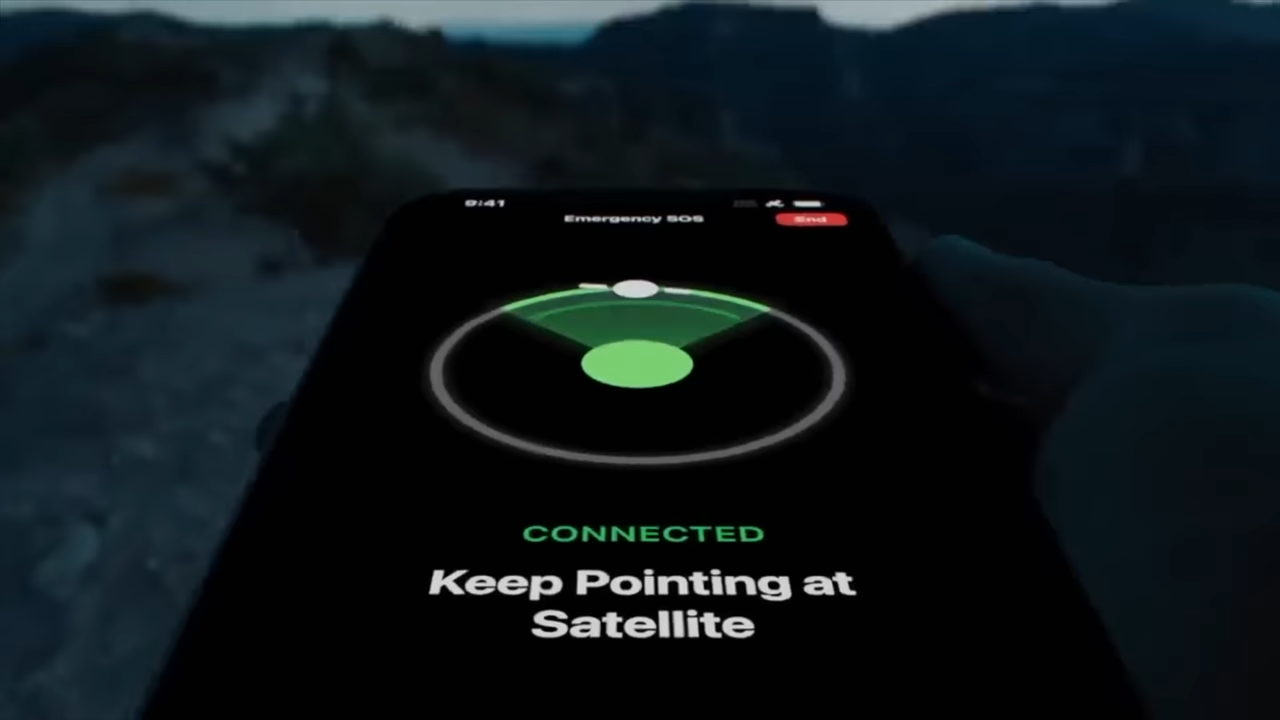 9:41
Emergency SOS
End
CONNECTED
Keep Pointing at
Satellite